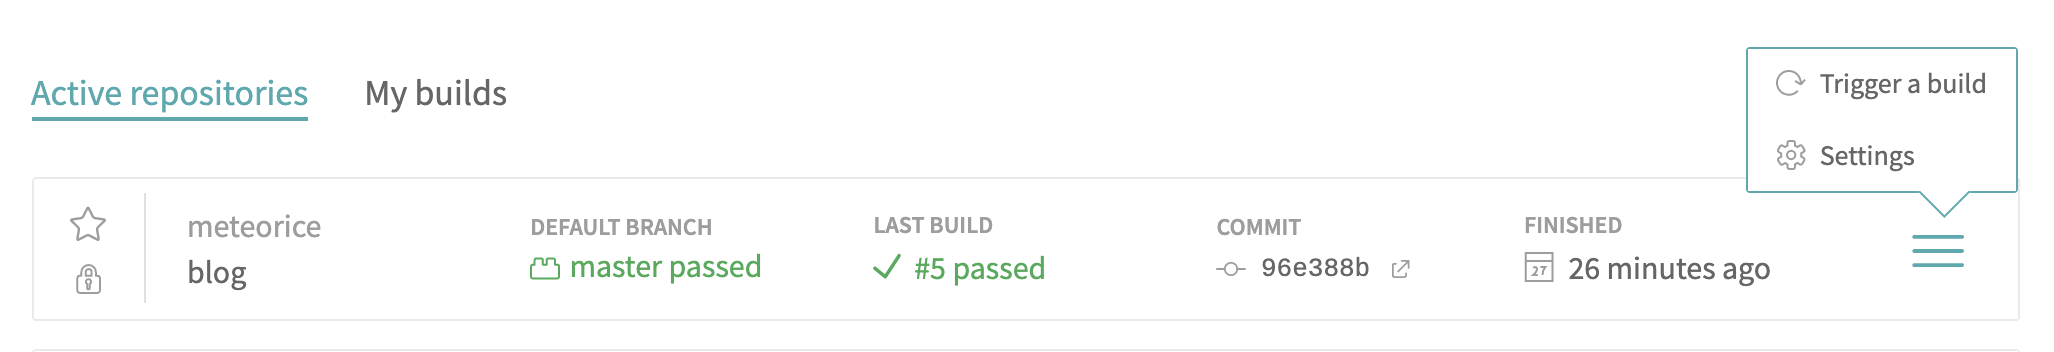 Active repositories
My builds
Trigger a build
Settings
meteorice
blog
DEFAULT BRANCH
master passed
LAST BUILD
#5 passed
COMMIT
96e388b
FINISHED
27
26 minutes ago